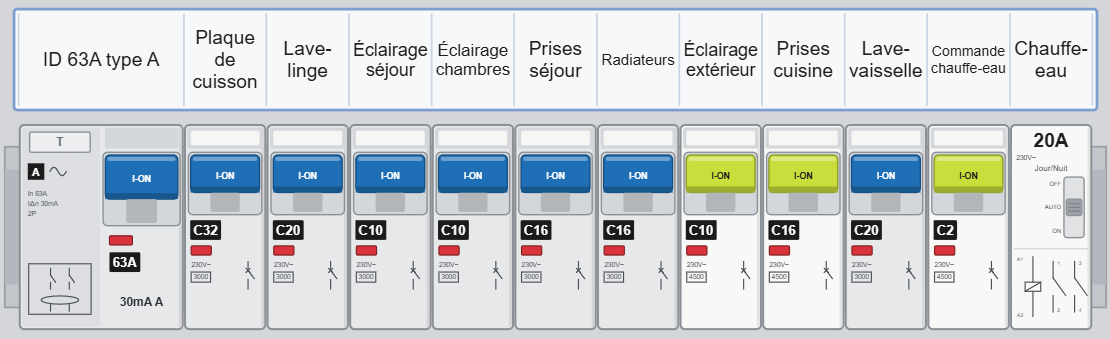 ID 63A type A
Plaque
de
cuisson
Lave-
linge
Éclairage
séjour
Éclairage
chambres
Prises
séjour
Radiateurs
Éclairage
extérieur
Prises
cuisine
Lave-
vaisselle
Commande
chauffe-eau
Chauffe-
eau
T
A
In 63A
IΔn 30mA
2P
I-ON
63A
30mA A
I-ON
C32
230V~
3000
I-ON
C20
230V~
3000
I-ON
C10
230V~
3000
I-ON
C10
230V~
3000
I-ON
C16
230V~
3000
I-ON
C16
230V~
3000
I-ON
C10
230V~
4500
I-ON
C16
230V~
4500
I-ON
C20
230V~
3000
I-ON
C2
230V~
4500
20A
230V~
Jour/Nuit
OFF
AUTO
ON
A1
1
3
A2
2
4